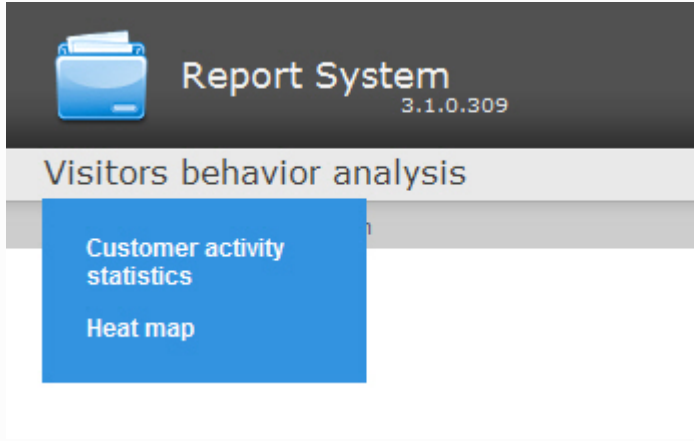 Report System
3.1.0.309
Visitors behavior analysis
Customer activity
statistics
Heat map